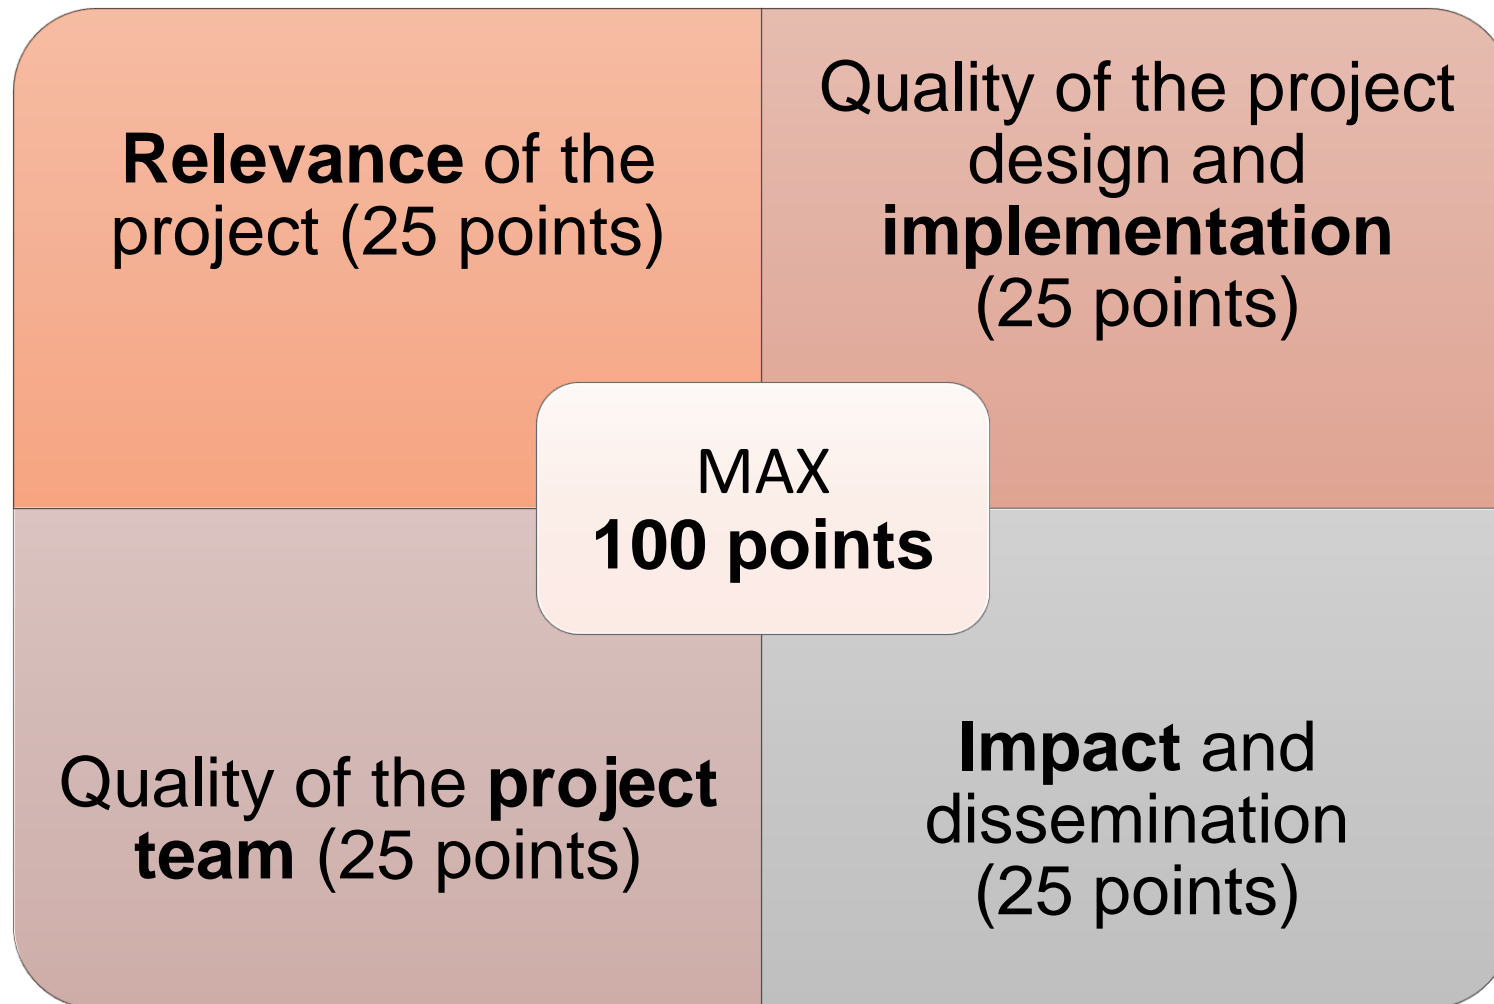 Relevance of the
project (25 points)
Quality of the project
design and
implementation
(25 points)
MAX
100 points
Quality of the project
team (25 points)
Impact and
dissemination
(25 points)